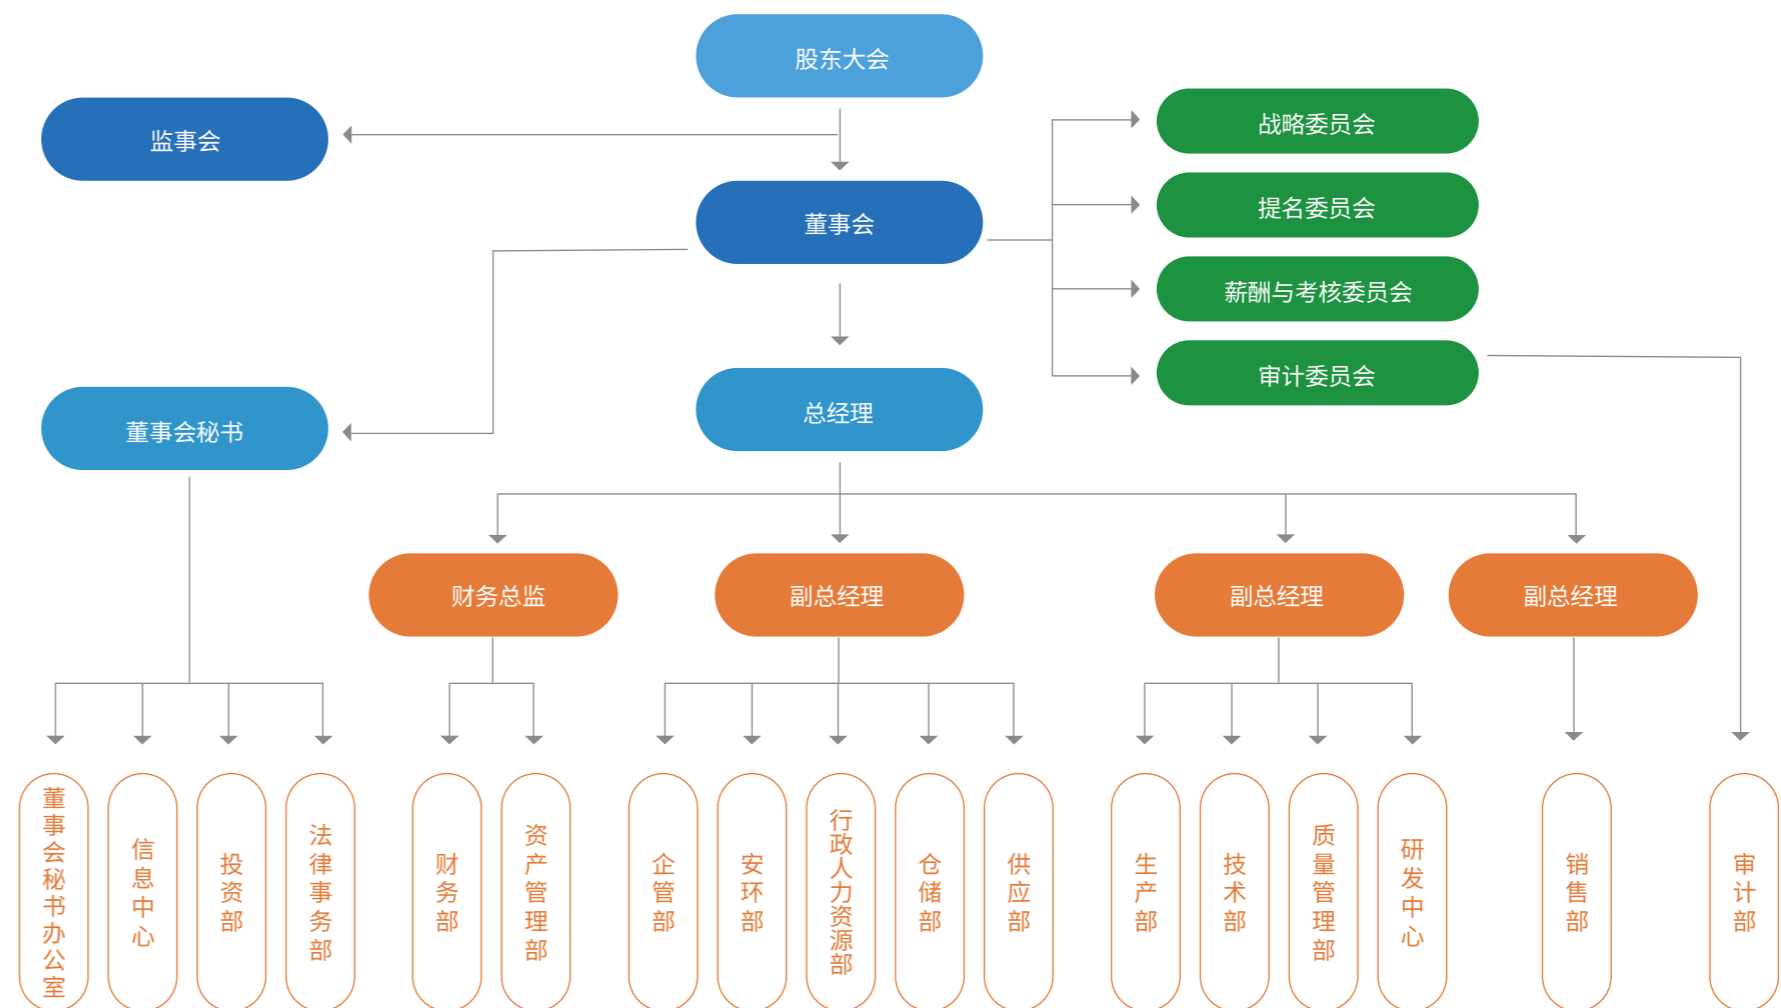 股东大会
监事会
战略委员会
提名委员会
董事会
薪酬与考核委员会
审计委员会
总经理
董事会秘书
财务总监
副总经理
副总经理
副总经理
董事会秘书办公室
信息中心
投资部
法律事务部
财务部
资产管理部
企管部
安环部
行政人力资源部
仓储部
供应部
生产部
技术部
质量管理部
研发中心
销售部
审计部